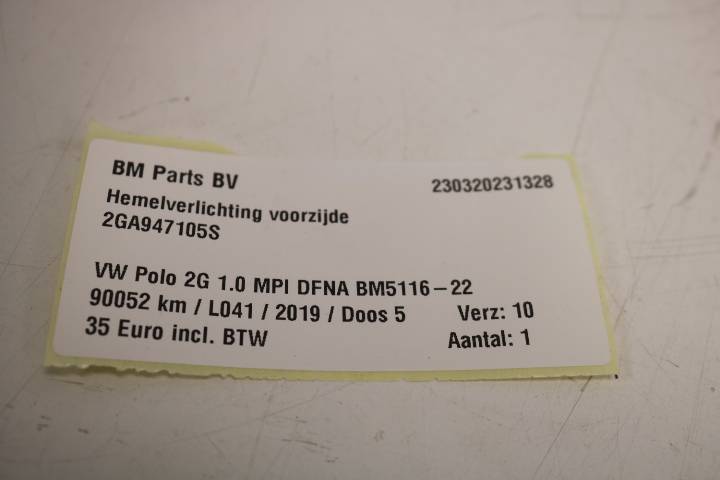 BM Parts BV 230320231328
Hemelverlichting voorzijde
2GA947105S
VW Polo 2G 1.0 MPI DFNA BM5116-22
90052 km / L041 / 2019 / Doos 5 Verz: 10
35 Euro incl. BTW Aantal: 1